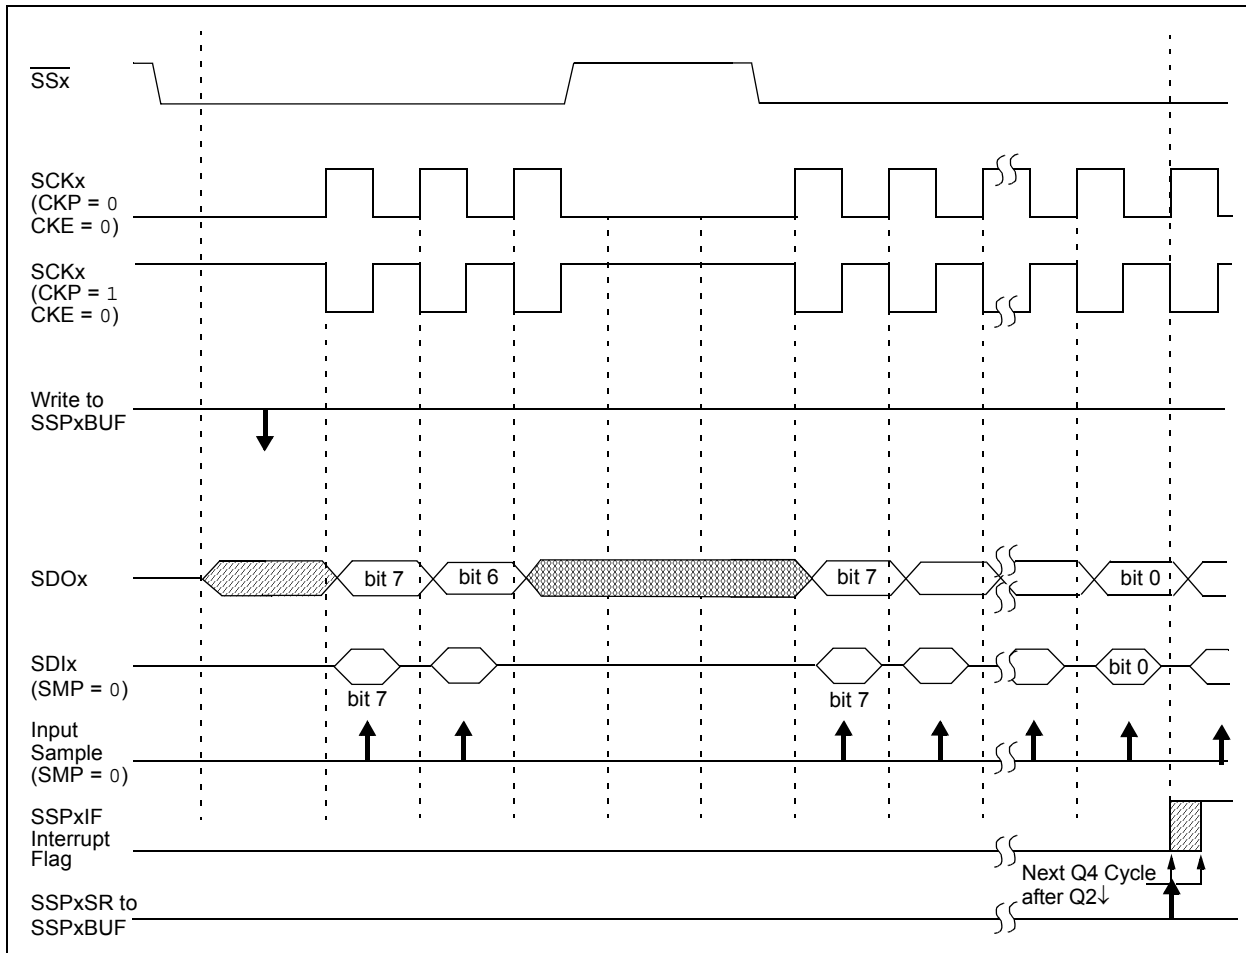 SSx
SCKx
(CKP = 0
CKE = 0)
SCKx
(CKP = 1
CKE = 0)
Write to
SSPxBUF
SDOx
bit 7
bit 6
bit 7
bit 0
SDIx
(SMP = 0)
bit 0
bit 7
bit 7
Input
Sample
(SMP = 0)
SSPxIF
Interrupt
Flag
Next Q4 Cycle
after Q2↓
SSPxSR to
SSPxBUF